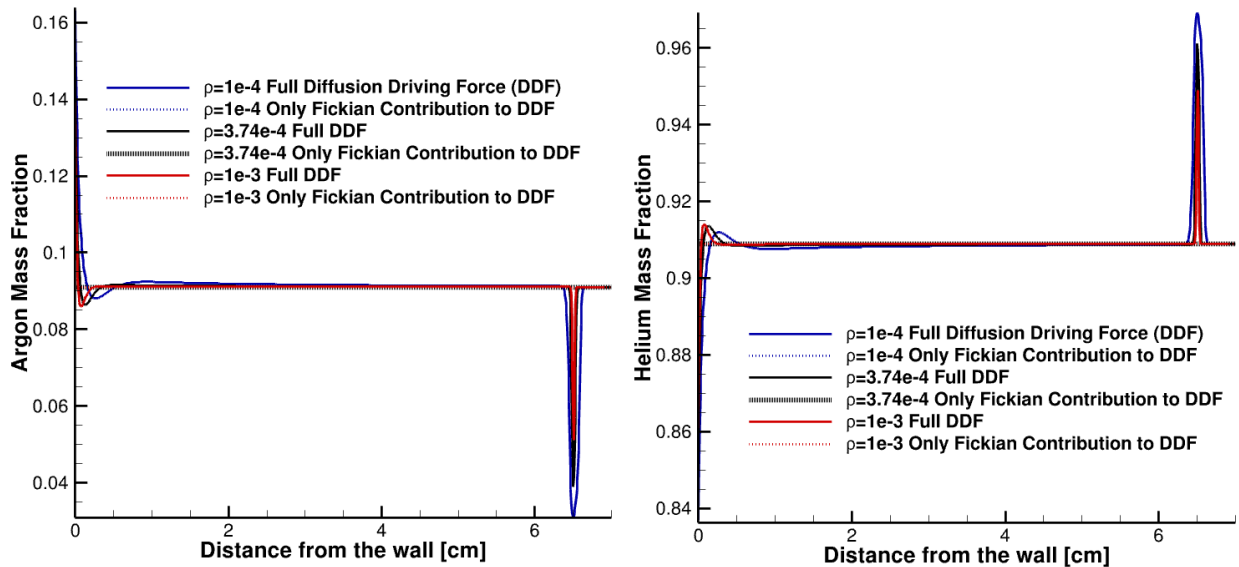 0.16
0.14
0.12
0.1
0.08
0.06
0.04
Argon Mass Fraction
ρ=1e-4 Full Diffusion Driving Force (DDF)
ρ=1e-4 Only Fickian Contribution to DDF
ρ=3.74e-4 Full DDF
ρ=3.74e-4 Only Fickian Contribution to DDF
ρ=1e-3 Full DDF
ρ=1e-3 Only Fickian Contribution to DDF
0 2 4 6
Distance from the wall [cm]
0.96
0.94
0.92
0.9
0.88
0.86
0.84
Helium Mass Fraction
ρ=1e-4 Full Diffusion Driving Force (DDF)
ρ=1e-4 Only Fickian Contribution to DDF
ρ=3.74e-4 Full DDF
ρ=3.74e-4 Only Fickian Contribution to DDF
ρ=1e-3 Full DDF
ρ=1e-3 Only Fickian Contribution to DDF
0 2 4 6
Distance from the wall [cm]